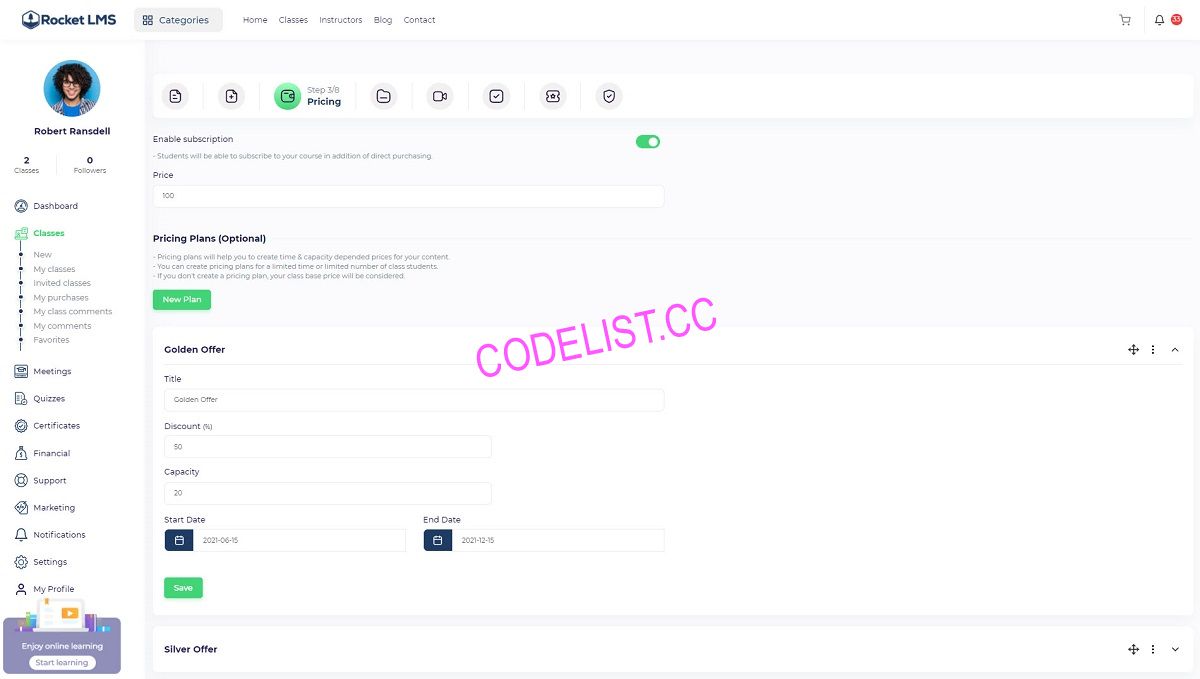 Rocket LMS
Categories
Home Classes Instructors Blog Contact
33
Robert Ransdell
2 0
Classes Followers
Dashboard
Classes
New
My classes
Invited classes
My purchases
My class comments
My comments
Favorites
Meetings
Quizzes
Certificates
Financial
Support
Marketing
Notifications
Settings
My Profile
Enjoy online learning
Start learning
Step 3/8
Pricing
Enable subscription
- Students will be able to subscribe to your course in addition of direct purchasing.
Price
100
Pricing Plans (Optional)
- Pricing plans will help you to create time & capacity depended prices for your content.
- You can create pricing plans for a limited time or limited number of class students.
- If you don't create a pricing plan, your class base price will be considered.
New Plan
CODELIST.CC
Golden Offer
Title
Golden Offer
Discount (%)
50
Capacity
20
Start Date End Date
2021-06-15 2021-12-15
Save
Silver Offer